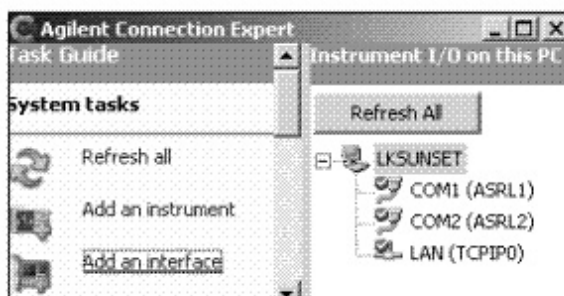 Agilent Connection Expert
Task Guide
System tasks
Refresh all
Add an instrument
Add an interface
Instrument I/O on this PC
Refresh All
LKSUNSET
COM1 (ASRL1)
COM2 (ASRL2)
LAN (TCPIP0)